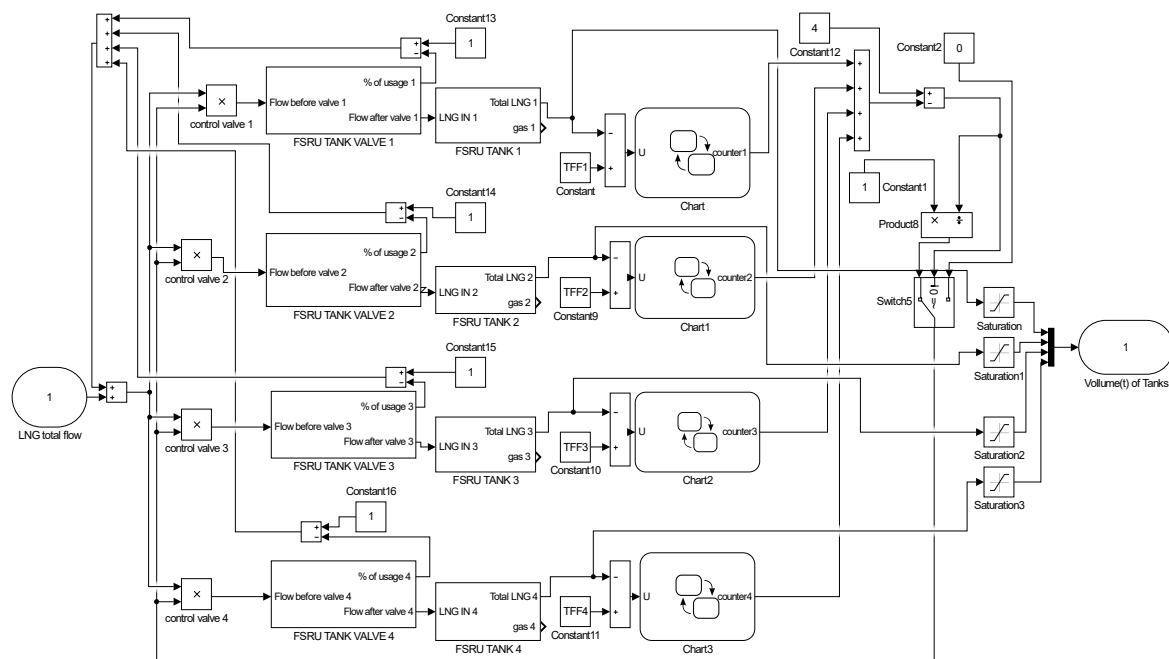 Constant13
1
4
Constant12
Constant2
0
control valve 1
% of usage 1
Flow before valve 1
Flow after valve 1
FSRU TANK VALVE 1
Total LNG 1
LNG IN 1
gas 1
FSRU TANK 1
TFF1
Constant
U
counter1
Chart
1
Constant1
Product8
Constant14
1
control valve 2
% of usage 2
Flow before valve 2
Flow after valve 2
FSRU TANK VALVE 2
Total LNG 2
LNG IN 2
gas 2
FSRU TANK 2
TFF2
Constant9
U
counter2
Chart1
Switch5
Saturation
Saturation1
1
Vollume(t) of Tanks
Constant15
1
1
LNG total flow
control valve 3
% of usage 3
Flow before valve 3
Flow after valve 3
FSRU TANK VALVE 3
Total LNG 3
LNG IN 3
gas 3
FSRU TANK 3
TFF3
Constant10
U
counter3
Chart2
Saturation2
Saturation3
Constant16
1
control valve 4
% of usage 4
Flow before valve 4
Flow after valve 4
FSRU TANK VALVE 4
Total LNG 4
LNG IN 4
gas 4
FSRU TANK 4
TFF4
Constant11
U
counter4
Chart3